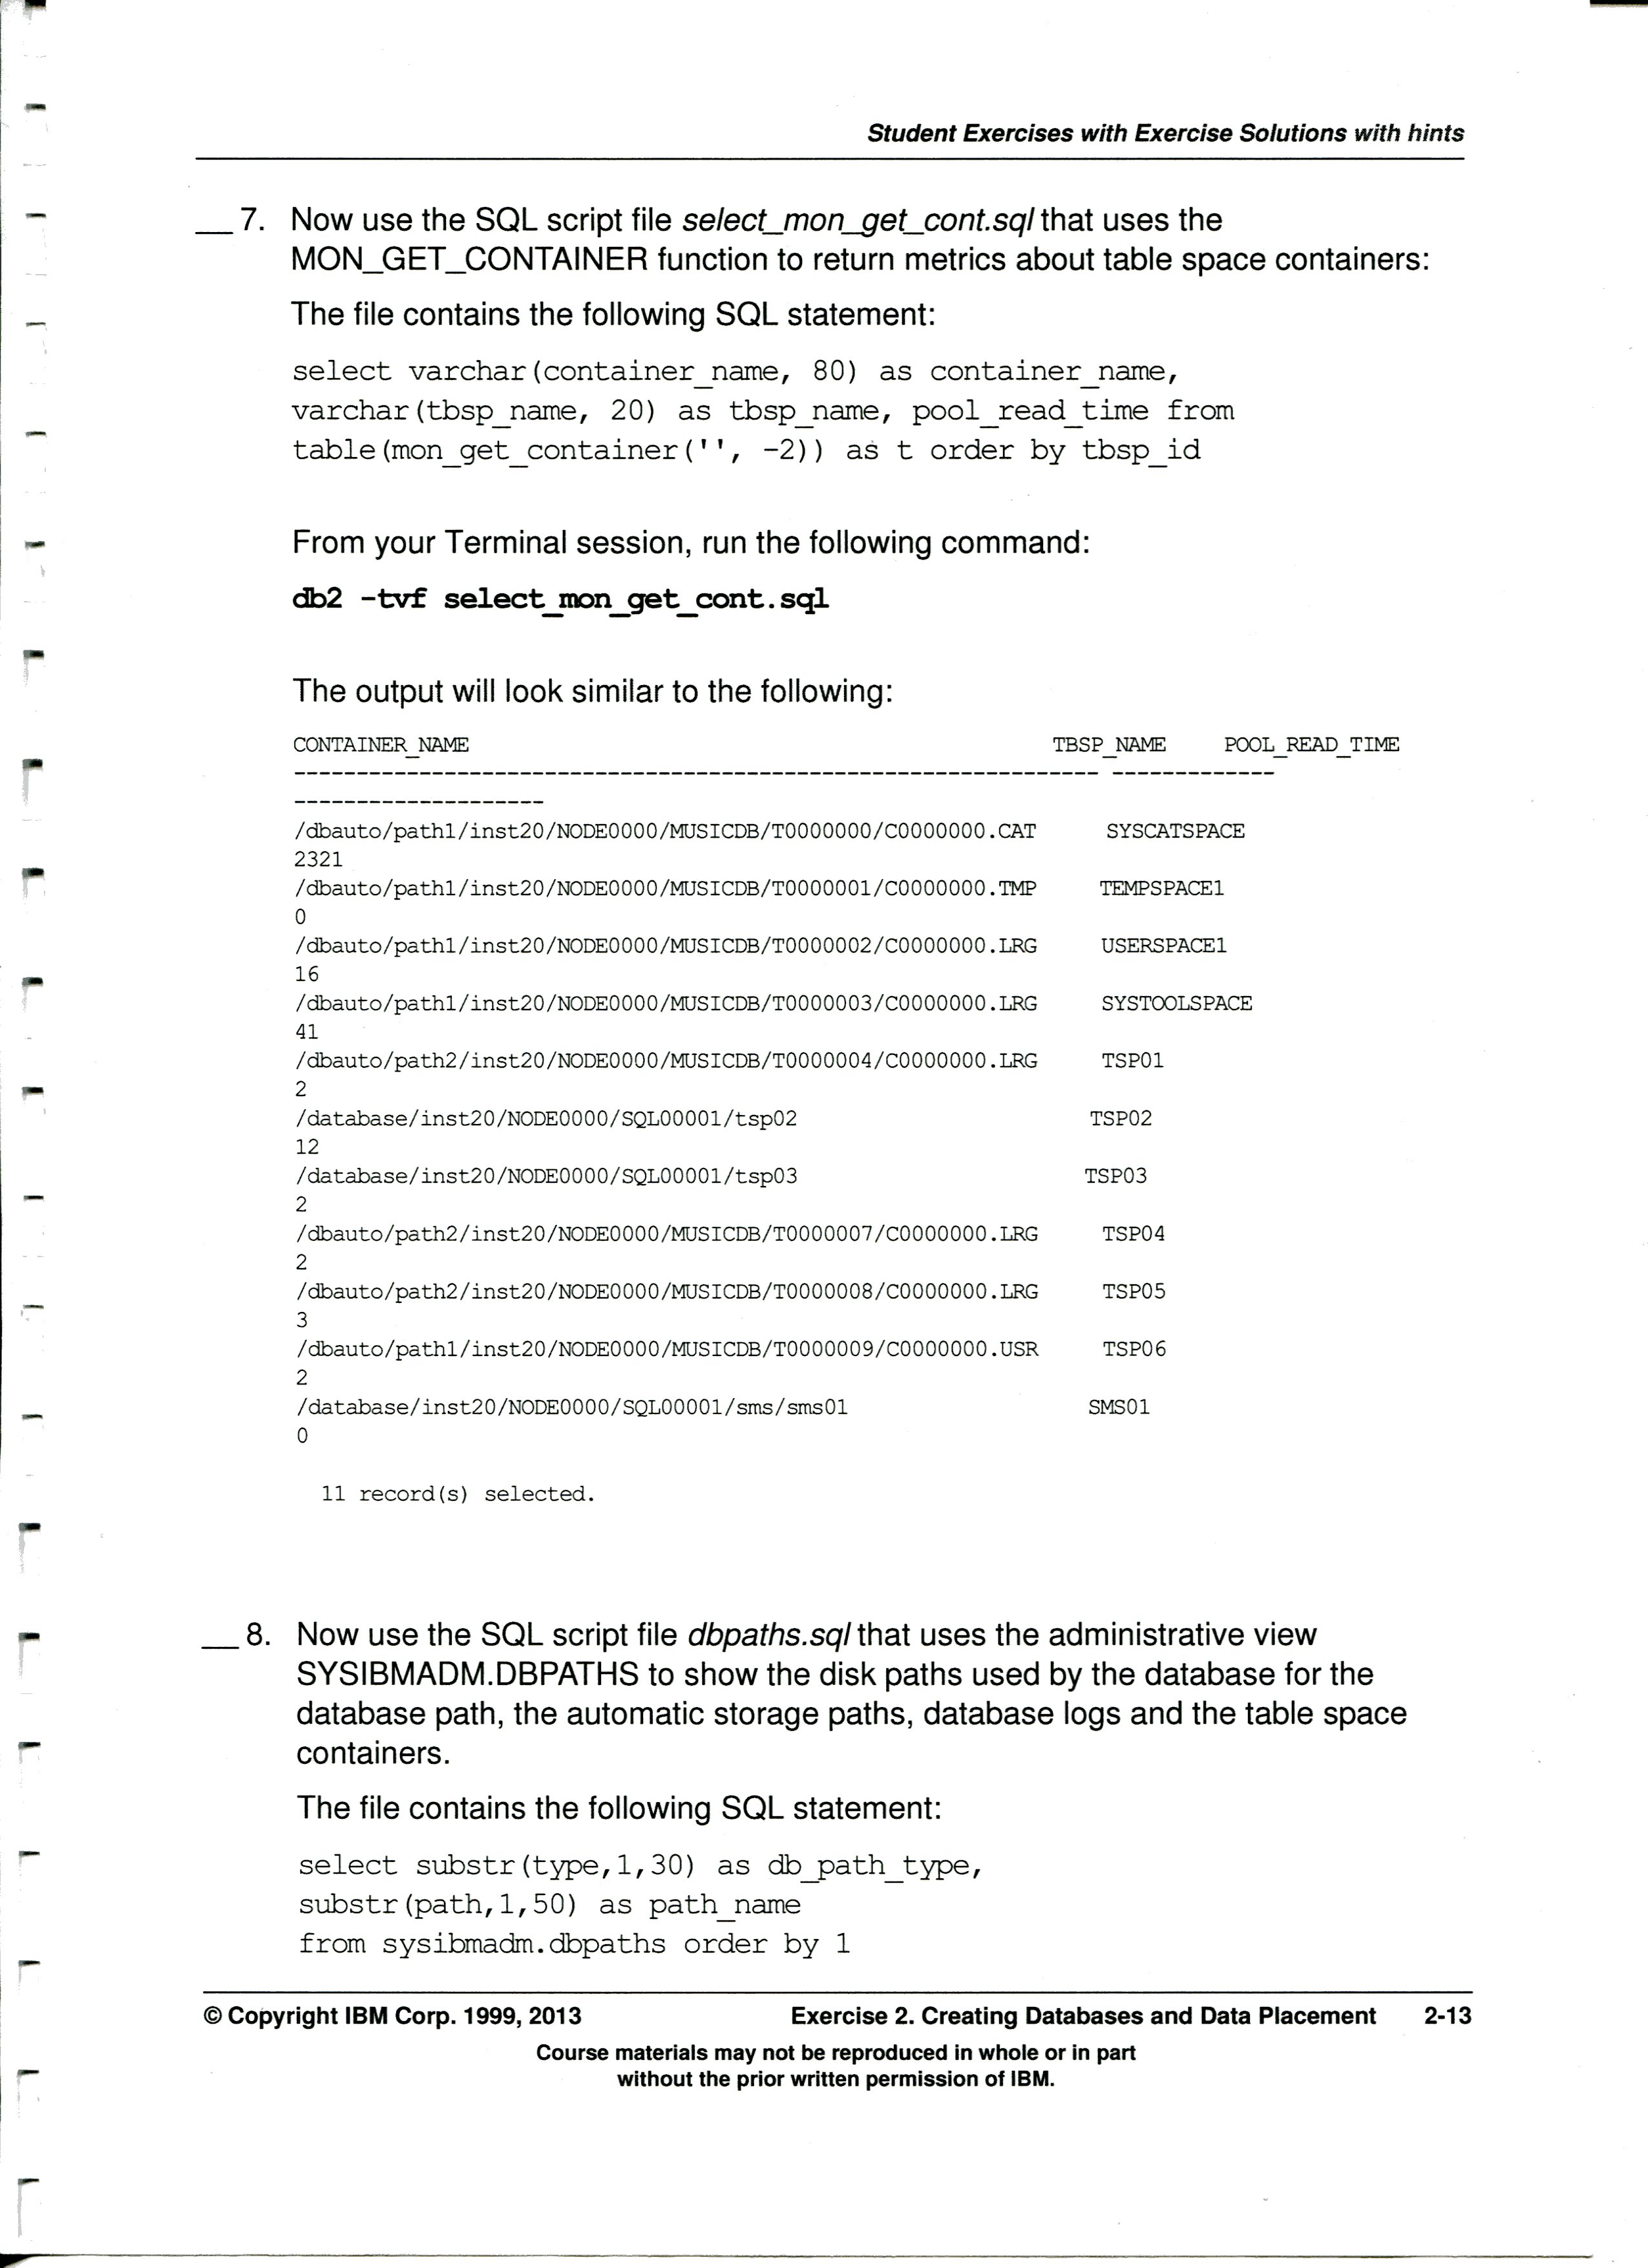 Student Exercises with Exercise Solutions with hints
__ 7. Now use the SQL script file select_mon_get_cont.sql that uses the
MON_GET_CONTAINER function to return metrics about table space containers:
The file contains the following SQL statement:
select varchar(container_name, 80) as container_name,
varchar(tbsp_name, 20) as tbsp_name, pool_read_time from
table(mon_get_container('', -2)) as t order by tbsp_id
From your Terminal session, run the following command:
db2 -tvf select_mon_get_cont.sql
The output will look similar to the following:
CONTAINER_NAME TBSP_NAME POOL_READ_TIME
---------------------------------------------------------------- -------------
--------------------
/dbauto/path1/inst20/NODE0000/MUSICDB/T0000000/C0000000.CAT SYSCATSPACE
2321
/dbauto/path1/inst20/NODE0000/MUSICDB/T0000001/C0000000.TMP TEMPSPACE1
0
/dbauto/path1/inst20/NODE0000/MUSICDB/T0000002/C0000000.LRG USERSPACE1
16
/dbauto/path1/inst20/NODE0000/MUSICDB/T0000003/C0000000.LRG SYSTOOLSPACE
41
/dbauto/path2/inst20/NODE0000/MUSICDB/T0000004/C0000000.LRG TSP01
2
/database/inst20/NODE0000/SQL00001/tsp02 TSP02
12
/database/inst20/NODE0000/SQL00001/tsp03 TSP03
2
/dbauto/path2/inst20/NODE0000/MUSICDB/T0000007/C0000000.LRG TSP04
2
/dbauto/path2/inst20/NODE0000/MUSICDB/T0000008/C0000000.LRG TSP05
3
/dbauto/path1/inst20/NODE0000/MUSICDB/T0000009/C0000000.USR TSP06
2
/database/inst20/NODE0000/SQL00001/sms/sms01 SMS01
0
11 record(s) selected.
__ 8. Now use the SQL script file dbpaths.sql that uses the administrative view
SYSIBMADM.DBPATHS to show the disk paths used by the database for the
database path, the automatic storage paths, database logs and the table space
containers.
The file contains the following SQL statement:
select substr(type,1,30) as db_path_type,
substr(path,1,50) as path_name
from sysibmadm.dbpaths order by 1
© Copyright IBM Corp. 1999, 2013 Exercise 2. Creating Databases and Data Placement 2-13
Course materials may not be reproduced in whole or in part
without the prior written permission of IBM.